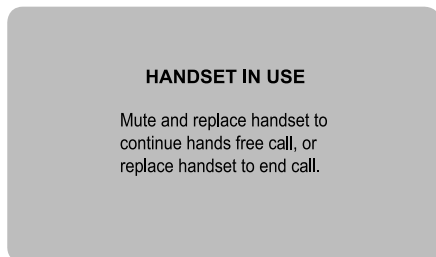 HANDSET IN USE
Mute and replace handset to
continue hands free call, or
replace handset to end call.